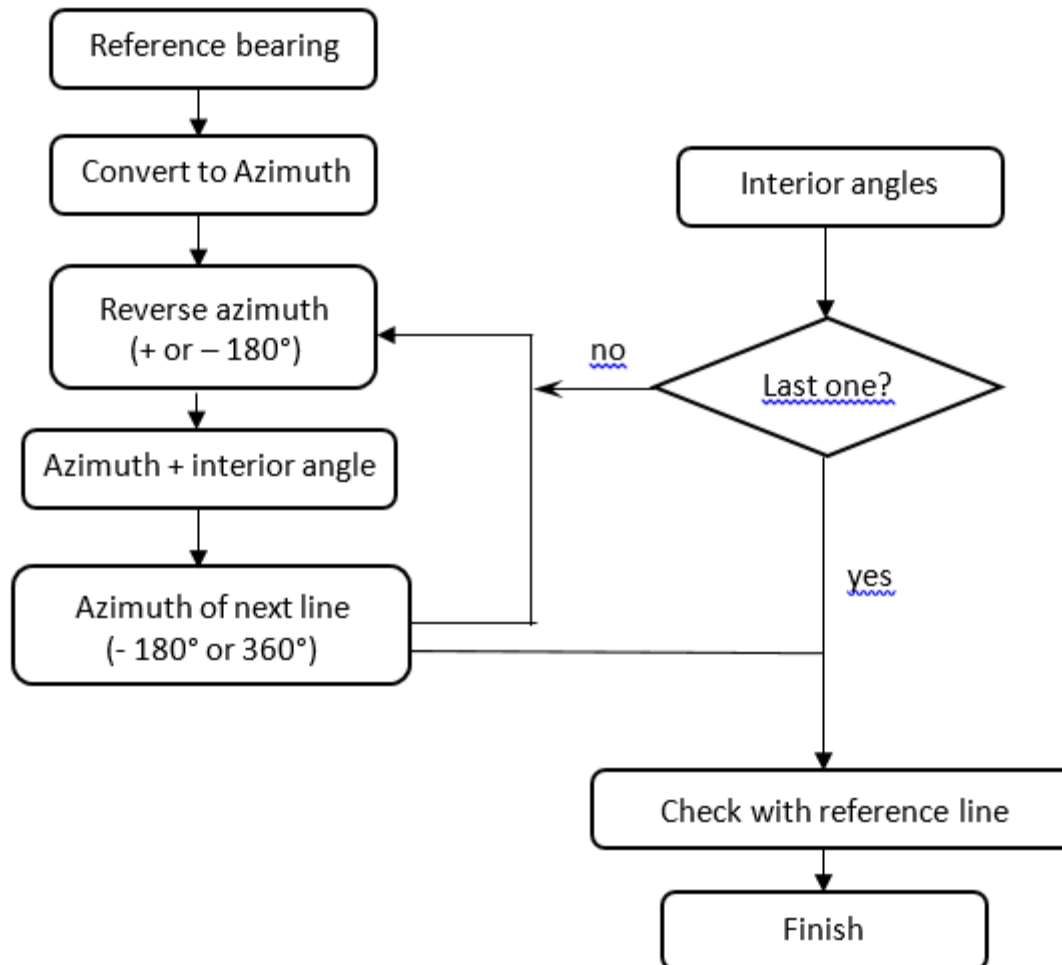 Reference bearing
Convert to Azimuth
Interior angles
Reverse azimuth
(+ or – 180°)
no
Last one?
Azimuth + interior angle
Azimuth of next line
(- 180° or 360°)
yes
Check with reference line
Finish